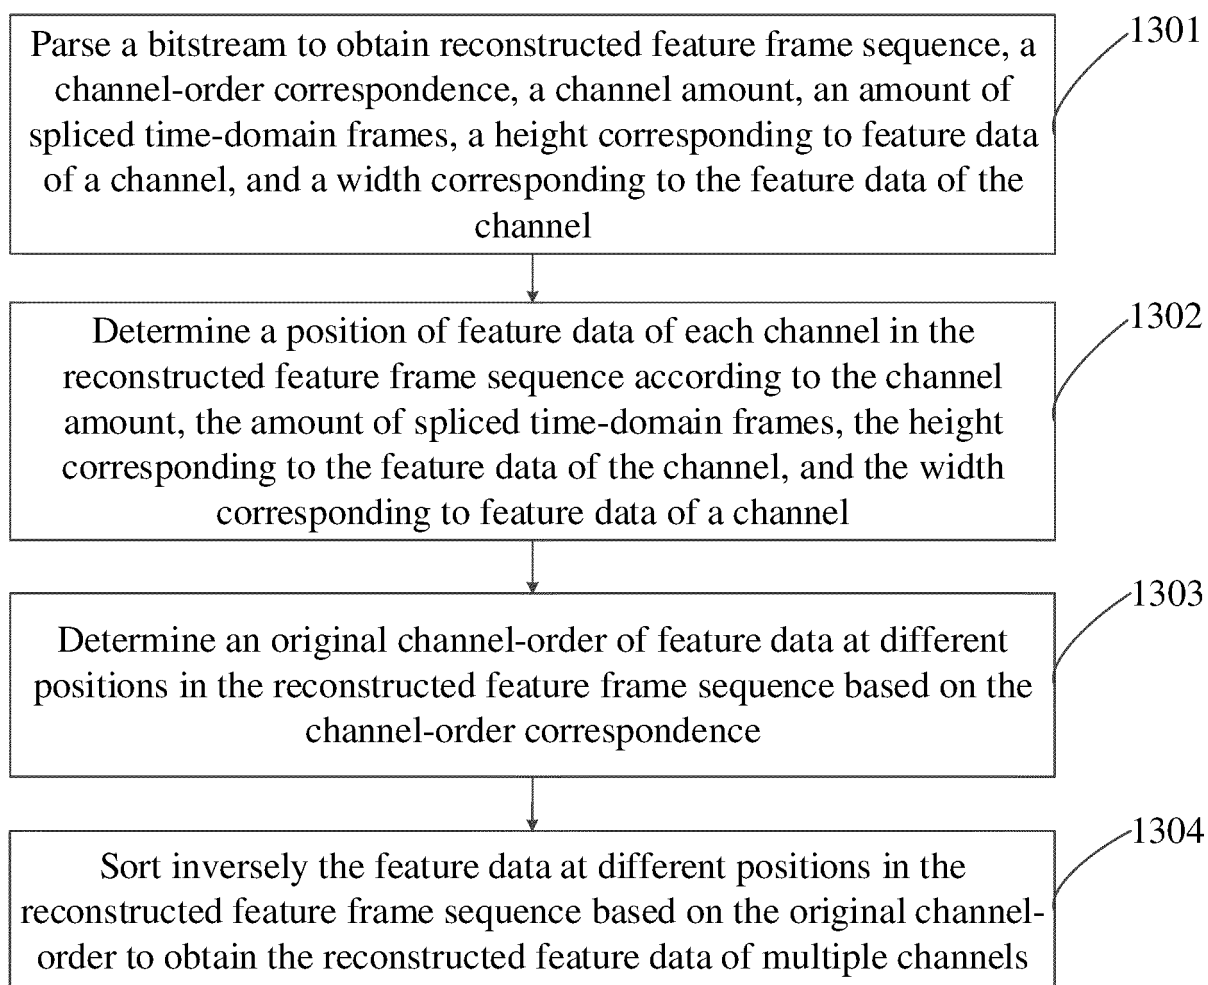 Parse a bitstream to obtain reconstructed feature frame sequence, a
channel-order correspondence, a channel amount, an amount of
spliced time-domain frames, a height corresponding to feature data
of a channel, and a width corresponding to the feature data of the
channel
1301
Determine a position of feature data of each channel in the
reconstructed feature frame sequence according to the channel
amount, the amount of spliced time-domain frames, the height
corresponding to the feature data of the channel, and the width
corresponding to feature data of a channel
1302
Determine an original channel-order of feature data at different
positions in the reconstructed feature frame sequence based on the
channel-order correspondence
1303
Sort inversely the feature data at different positions in the
reconstructed feature frame sequence based on the original channel-
order to obtain the reconstructed feature data of multiple channels
1304